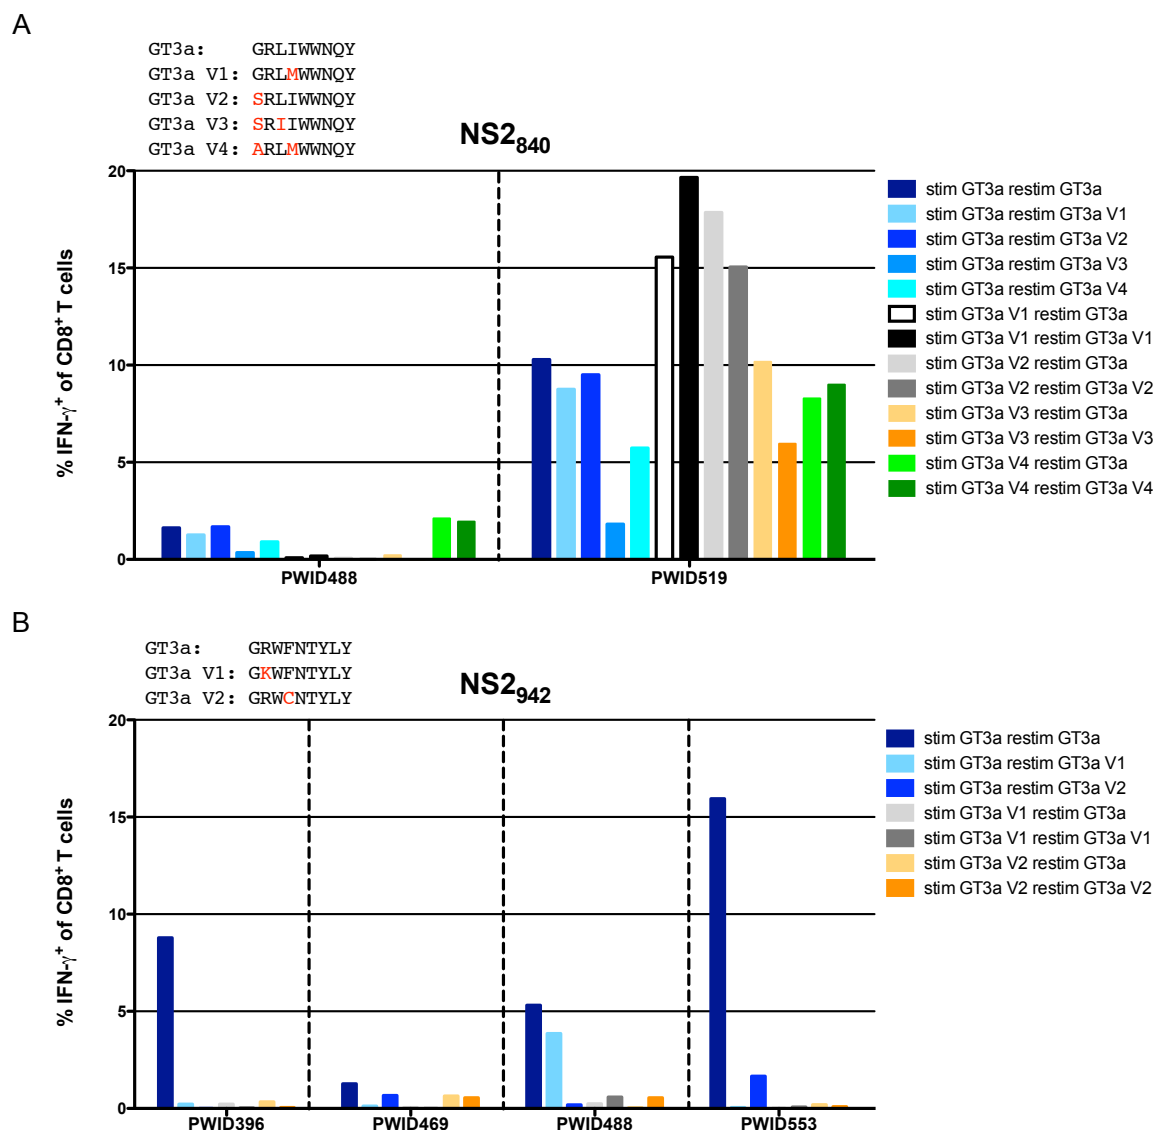 A
GT3a: GRLIWWNQY
GT3a V1: GRLMWWNQY
GT3a V2: SRLIWWNQY
GT3a V3: SRIIWWNQY
GT3a V4: ARLMWWNQY
NS2840
% IFN-γ+ of CD8+ T cells
20
15
10
5
0
PWID488
PWID519
stim GT3a restim GT3a
stim GT3a restim GT3a V1
stim GT3a restim GT3a V2
stim GT3a restim GT3a V3
stim GT3a restim GT3a V4
stim GT3a V1 restim GT3a
stim GT3a V1 restim GT3a V1
stim GT3a V2 restim GT3a
stim GT3a V2 restim GT3a V2
stim GT3a V3 restim GT3a
stim GT3a V3 restim GT3a V3
stim GT3a V4 restim GT3a
stim GT3a V4 restim GT3a V4
B
GT3a: GRWFNTYLY
GT3a V1: GKWFNTYLY
GT3a V2: GRWCNTYLY
NS2942
% IFN-γ+ of CD8+ T cells
20
15
10
5
0
PWID396
PWID469
PWID488
PWID553
stim GT3a restim GT3a
stim GT3a restim GT3a V1
stim GT3a restim GT3a V2
stim GT3a V1 restim GT3a
stim GT3a V1 restim GT3a V1
stim GT3a V2 restim GT3a
stim GT3a V2 restim GT3a V2